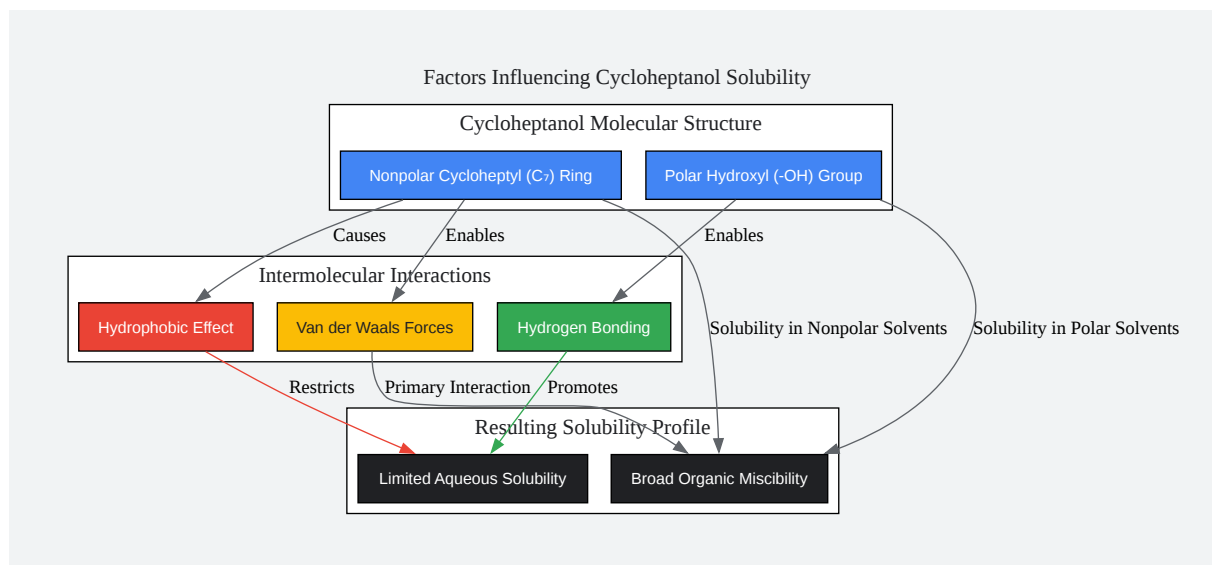 Factors Influencing Cycloheptanol Solubility
Cycloheptanol Molecular Structure
Nonpolar Cycloheptyl (C₇) Ring
Polar Hydroxyl (-OH) Group
Causes
Enables
Enables
Intermolecular Interactions
Hydrophobic Effect
Van der Waals Forces
Hydrogen Bonding
Solubility in Nonpolar Solvents
Solubility in Polar Solvents
Restricts
Primary Interaction
Promotes
Resulting Solubility Profile
Limited Aqueous Solubility
Broad Organic Miscibility